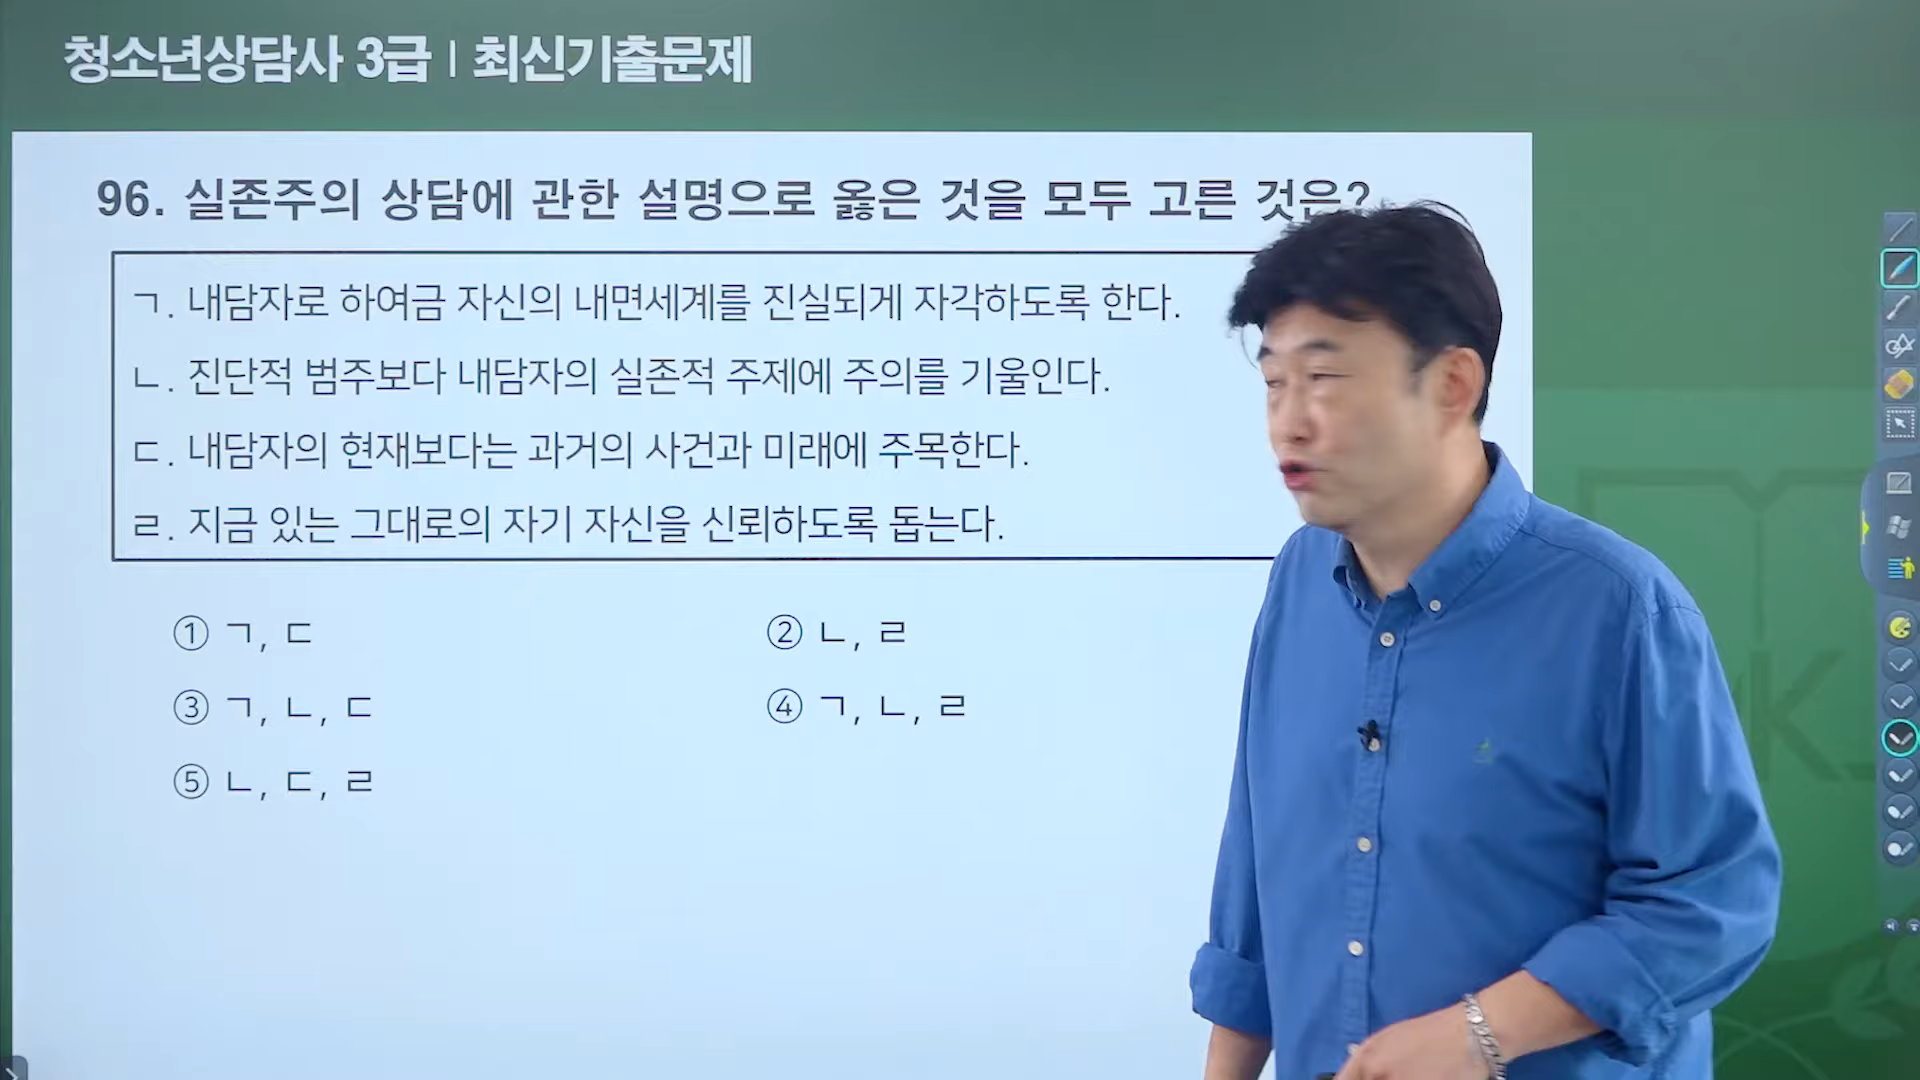 청소년상담사 3급 | 최신기출문제
96. 실존주의 상담에 관한 설명으로 옳은 것을 모두 고른 것은?
ㄱ. 내담자로 하여금 자신의 내면세계를 진실되게 자각하도록 한다.
ㄴ. 진단적 범주보다 내담자의 실존적 주제에 주의를 기울인다.
ㄷ. 내담자의 현재보다는 과거의 사건과 미래에 주목한다.
ㄹ. 지금 있는 그대로의 자기 자신을 신뢰하도록 돕는다.
① ㄱ, ㄷ
② ㄴ, ㄹ
③ ㄱ, ㄴ, ㄷ
④ ㄱ, ㄴ, ㄹ
⑤ ㄴ, ㄷ, ㄹ